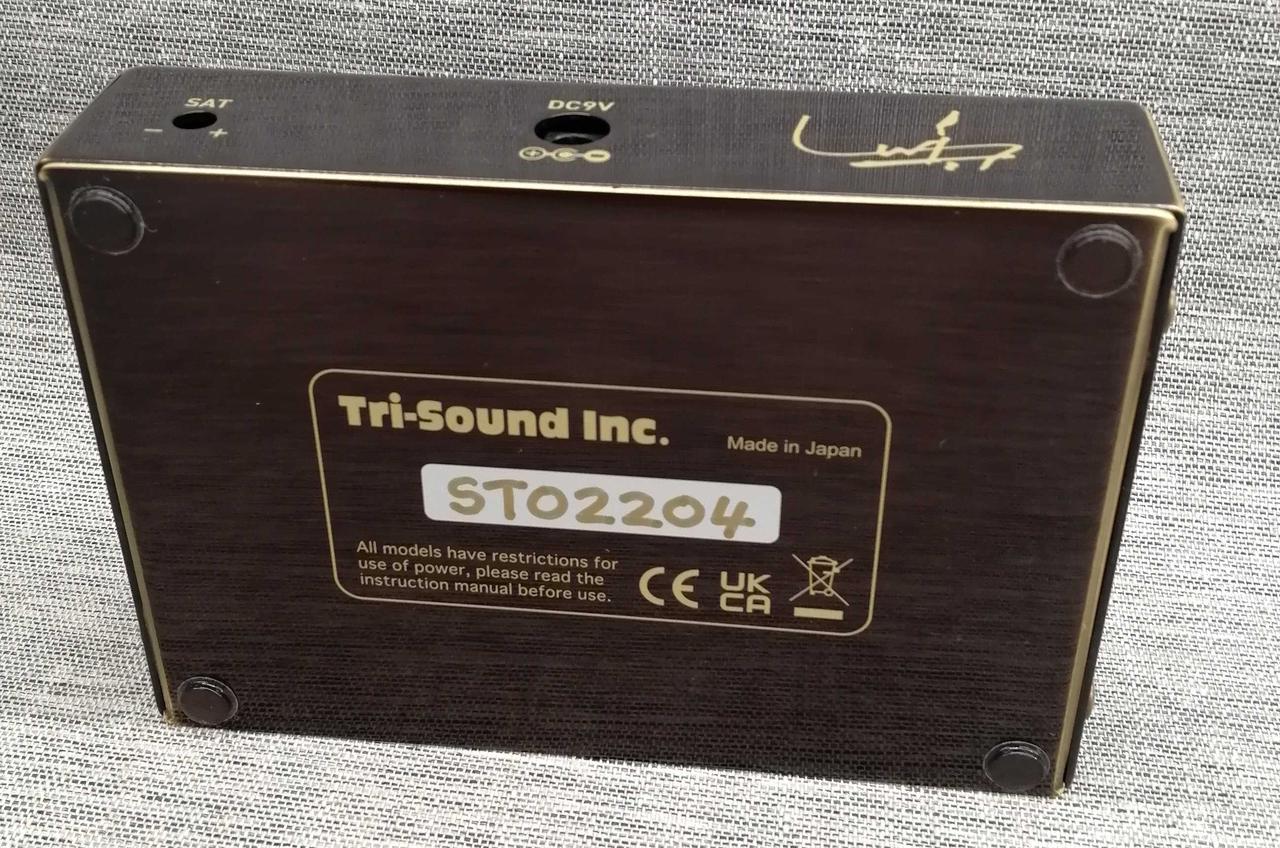 SAT
- +
DC9V
Tri-Sound Inc.
Made in Japan
STO2204
All models have restrictions for
use of power, please read the
instruction manual before use.
CE
UK
CA